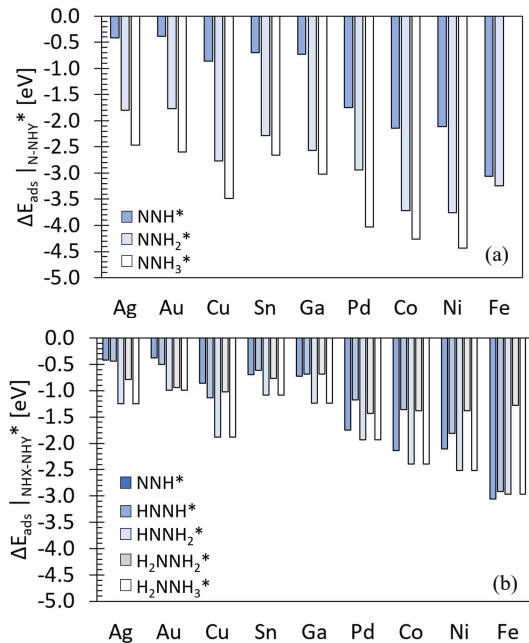 0.0
-0.5
-1.0
-1.5
-2.0
-2.5
-3.0
-3.5
-4.0
-4.5
-5.0
ΔE_ads |_N-NHY* [eV]
NNH*
NNH₂*
NNH₃*
(a)
Ag Au Cu Sn Ga Pd Co Ni Fe
0.0
-0.5
-1.0
-1.5
-2.0
-2.5
-3.0
-3.5
-4.0
-4.5
-5.0
ΔE_ads |_NHX-NHY* [eV]
NNH*
HNNH*
HNNH₂*
H₂NNH₂*
H₂NNH₃*
(b)
Ag Au Cu Sn Ga Pd Co Ni Fe